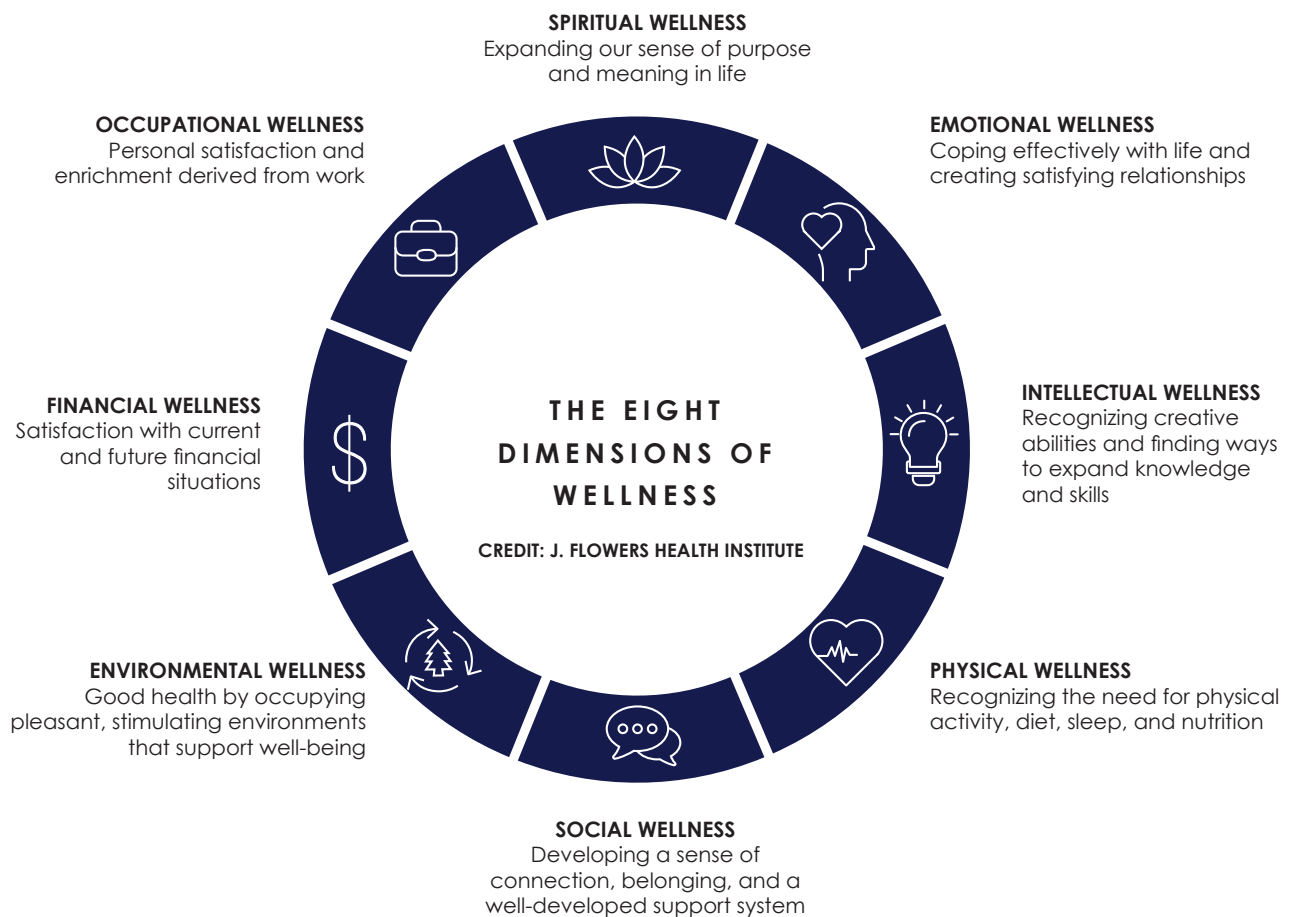 SPIRITUAL WELLNESS
Expanding our sense of purpose
and meaning in life
EMOTIONAL WELLNESS
Coping effectively with life and
creating satisfying relationships
INTELLECTUAL WELLNESS
Recognizing creative
abilities and finding ways
to expand knowledge
and skills
PHYSICAL WELLNESS
Recognizing the need for physical
activity, diet, sleep, and nutrition
SOCIAL WELLNESS
Developing a sense of
connection, belonging, and a
well-developed support system
ENVIRONMENTAL WELLNESS
Good health by occupying
pleasant, stimulating environments
that support well-being
FINANCIAL WELLNESS
Satisfaction with current
and future financial
situations
OCCUPATIONAL WELLNESS
Personal satisfaction and
enrichment derived from work
$
THE EIGHT
DIMENSIONS OF
WELLNESS
CREDIT: J. FLOWERS HEALTH INSTITUTE